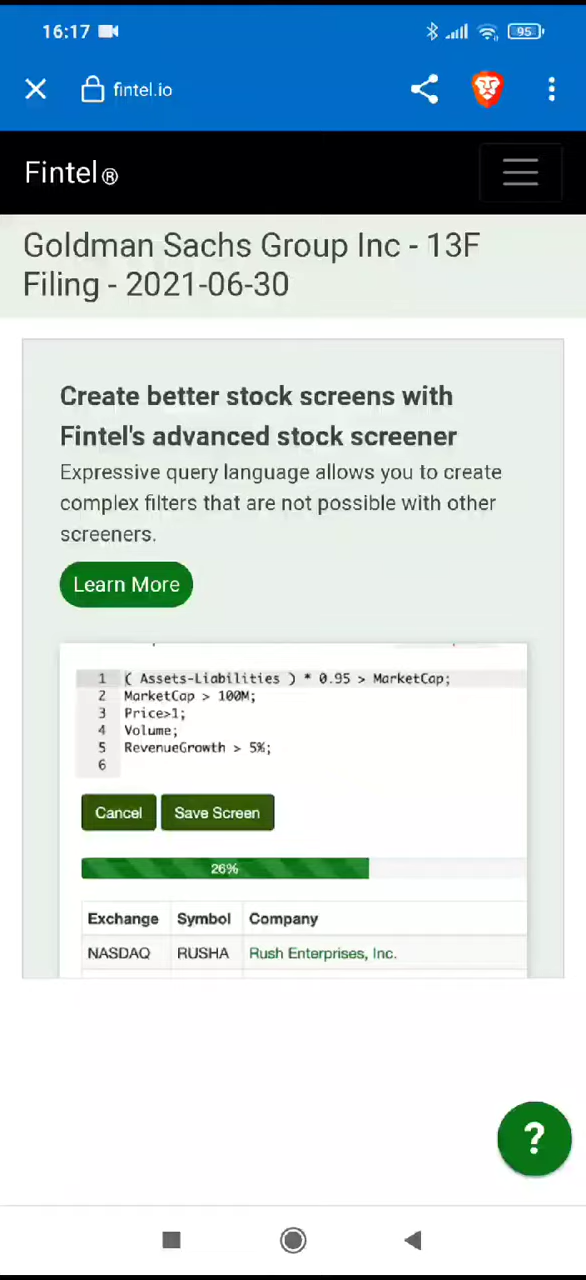 16:17
95
fintel.io
Fintel ®
Goldman Sachs Group Inc - 13F
Filing - 2021-06-30
Create better stock screens with
Fintel's advanced stock screener
Expressive query language allows you to create
complex filters that are not possible with other
screeners.
Learn More
1 ( Assets-Liabilities ) * 0.95 > MarketCap;
2 MarketCap > 100M;
3 Price>1;
4 Volume;
5 RevenueGrowth > 5%;
6
Cancel Save Screen
26%
Exchange Symbol Company
NASDAQ RUSHA Rush Enterprises, Inc.
?